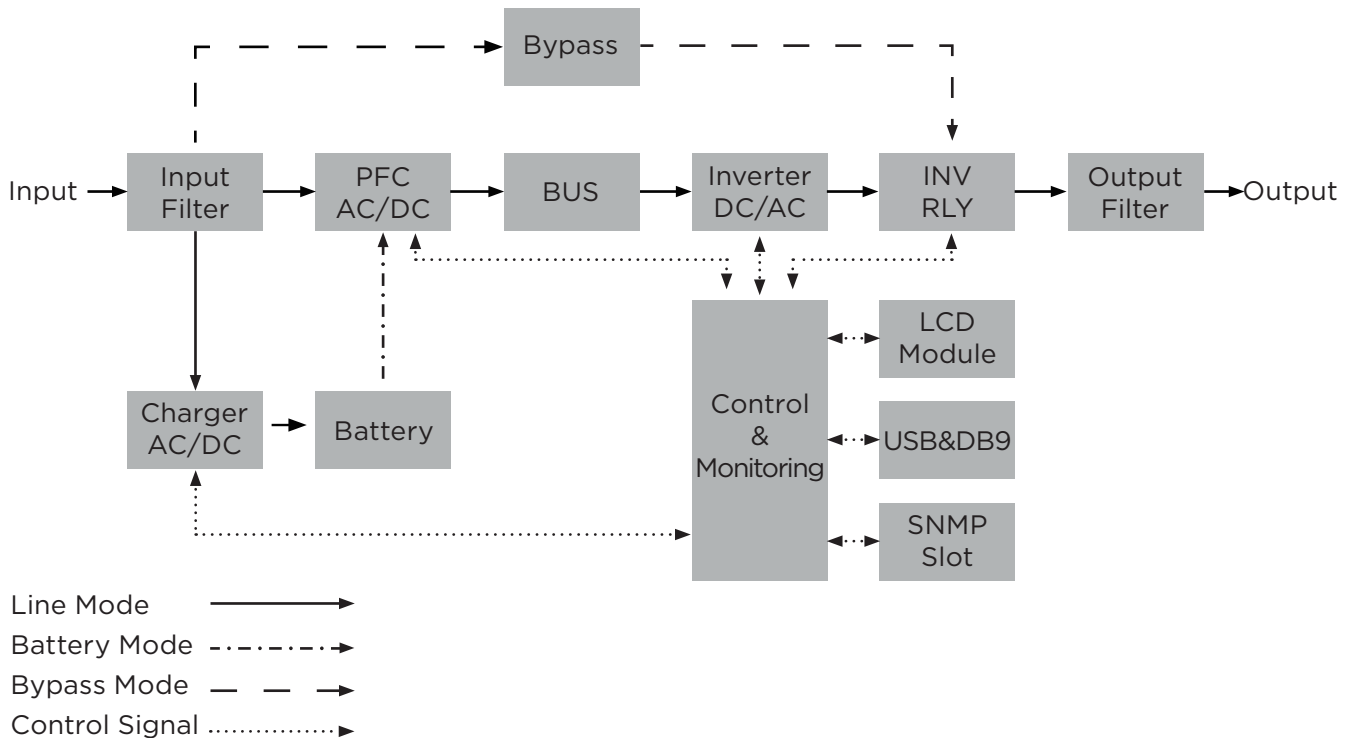 Bypass
Input
Input
Filter
PFC
AC/DC
BUS
Inverter
DC/AC
INV
RLY
Output
Filter
Output
Charger
AC/DC
Battery
Control
&
Monitoring
LCD
Module
USB&DB9
SNMP
Slot
Line Mode
Battery Mode
Bypass Mode
Control Signal